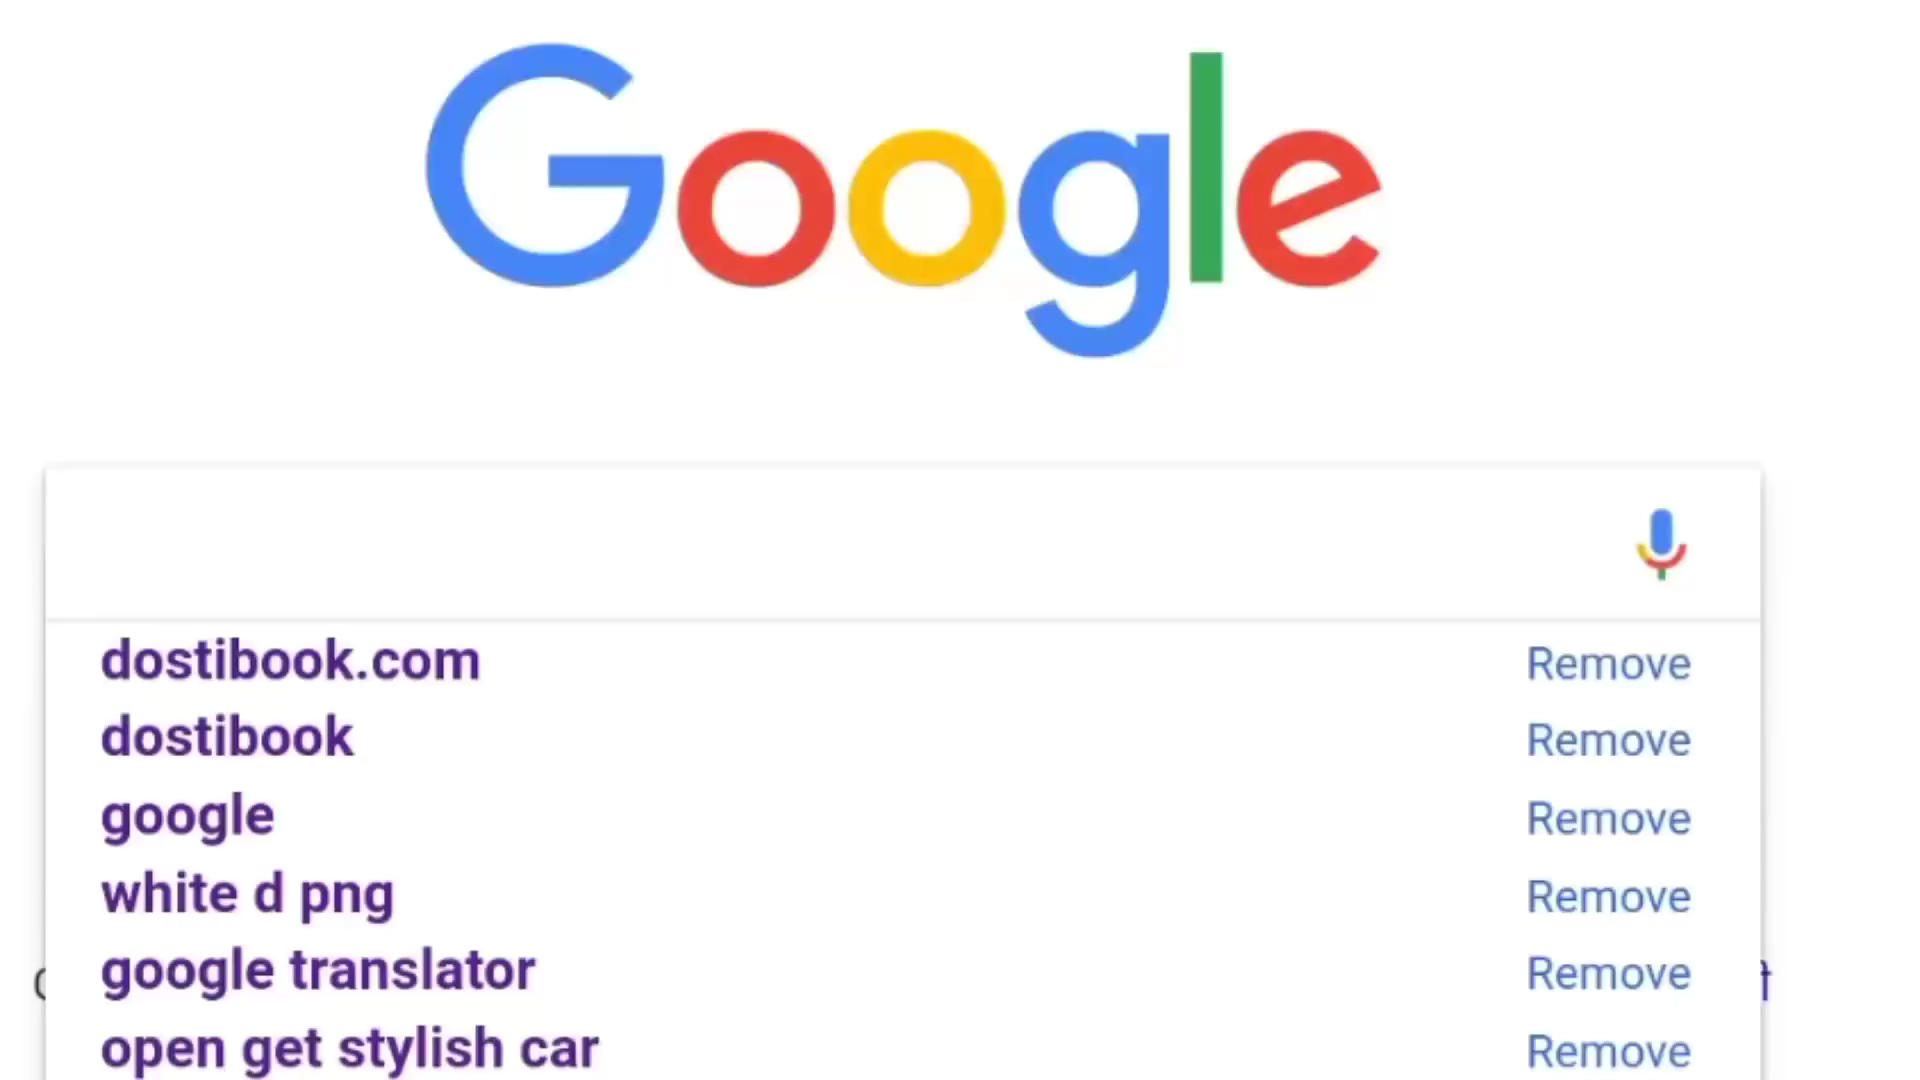 Google
dostibook.com
Remove
dostibook
Remove
google
Remove
white d png
Remove
google translator
Remove
open get stylish car
Remove